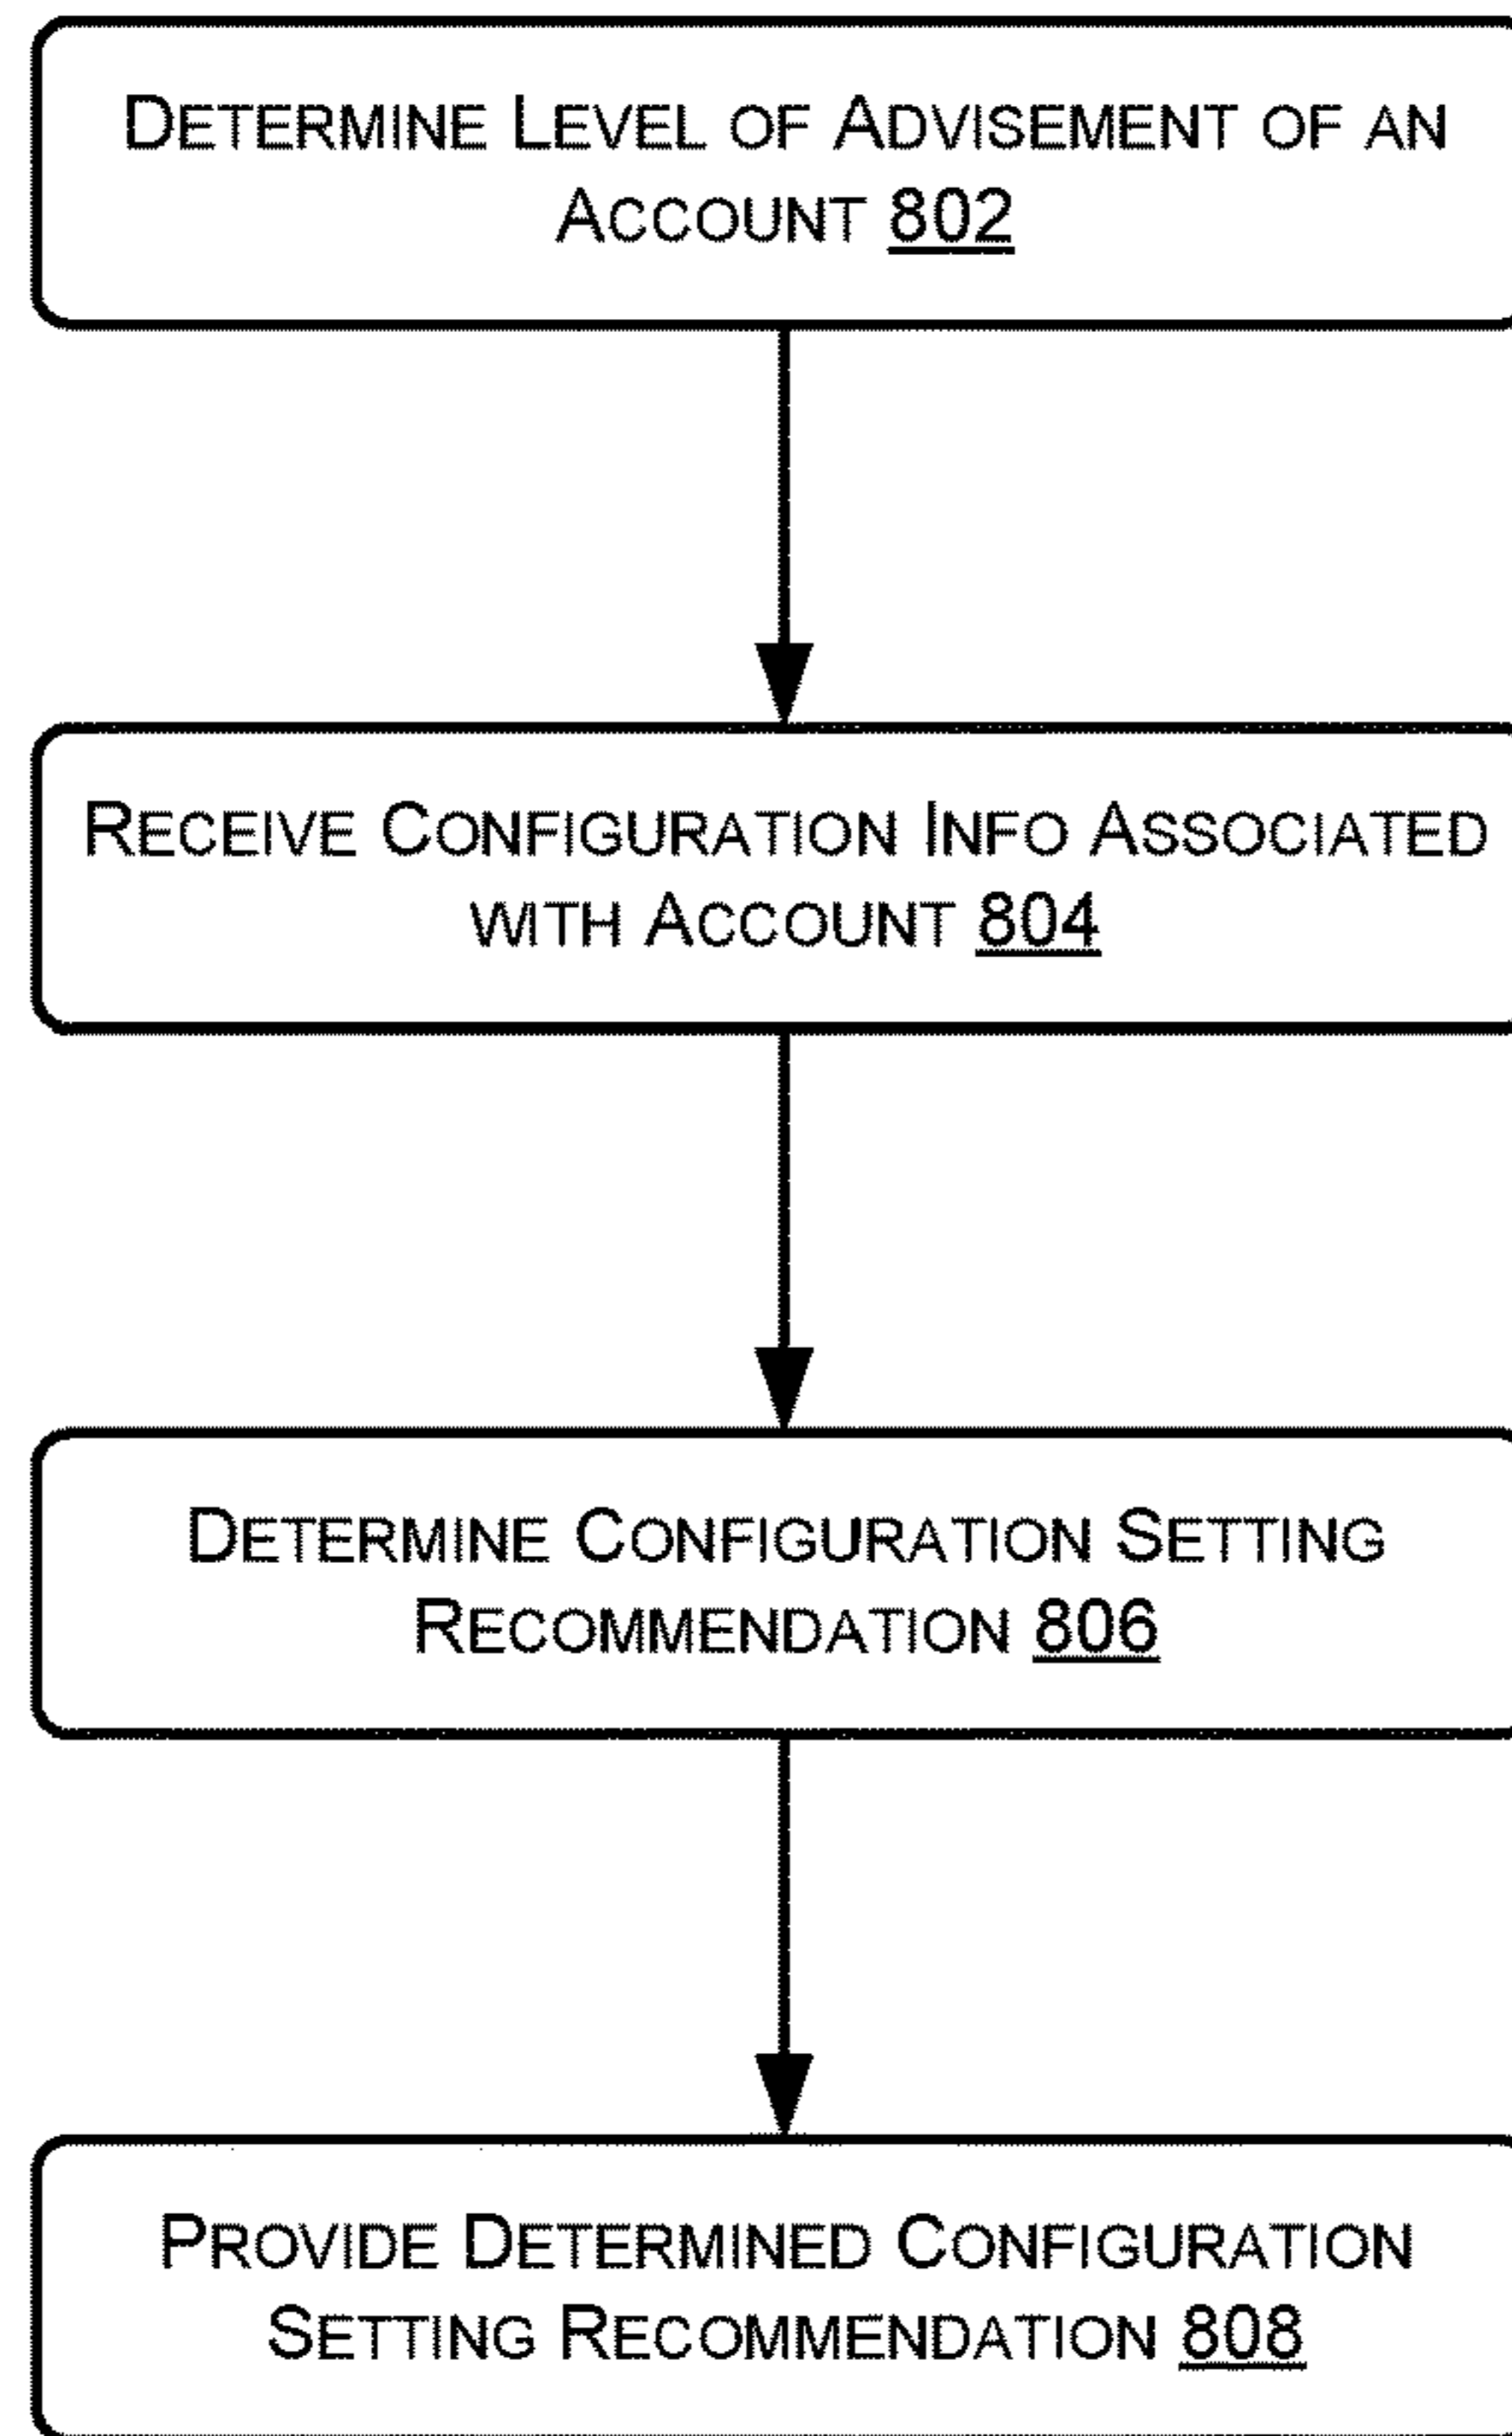 DETERMINE LEVEL OF ADVISEMENT OF AN
ACCOUNT 802
RECEIVE CONFIGURATION INFO ASSOCIATED
WITH ACCOUNT 804
DETERMINE CONFIGURATION SETTING
RECOMMENDATION 806
PROVIDE DETERMINED CONFIGURATION
SETTING RECOMMENDATION 808